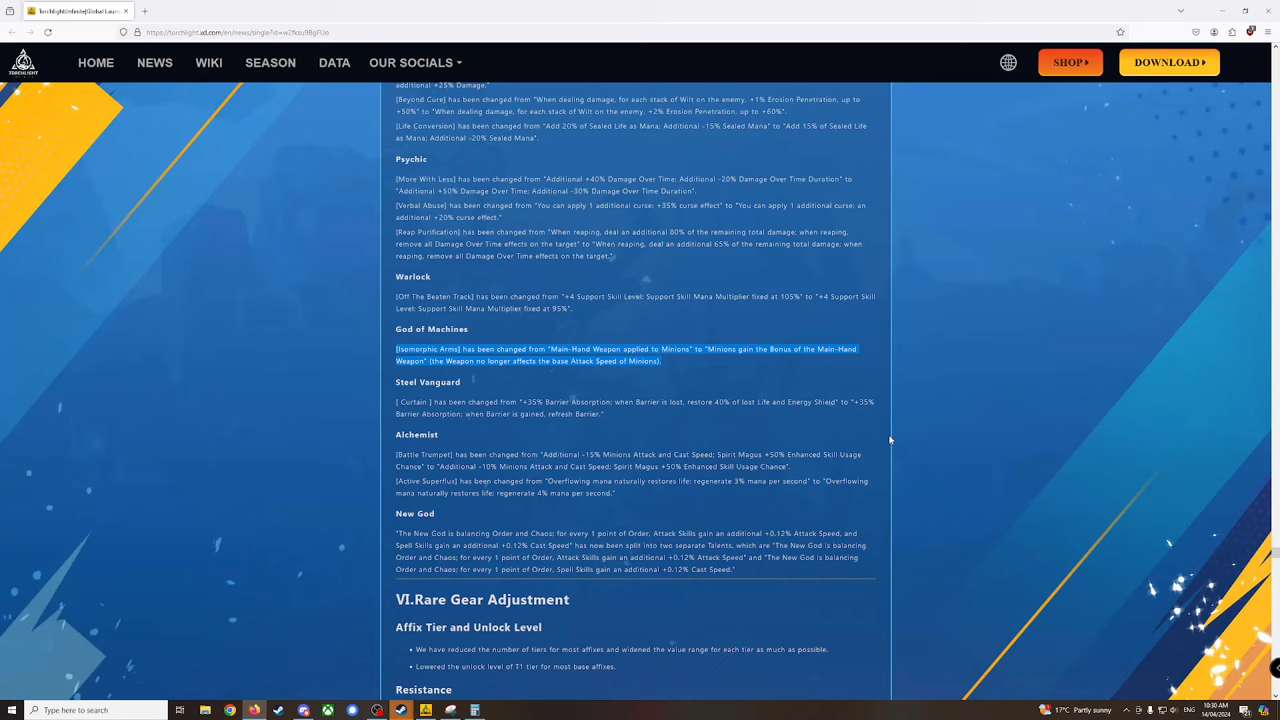 Torchlight:Infinite|Global Laun
https://torchlight.xd.com/en/news/single?id=w2fiosu9BgFUo
TORCHLIGHT
HOME NEWS WIKI SEASON DATA OUR SOCIALS SHOP DOWNLOAD
additional +25% Damage."
[Beyond Cure] has been changed from "When dealing damage, for each stack of Wilt on the enemy, +1% Erosion Penetration, up to
+50%" to "When dealing damage, for each stack of Wilt on the enemy, +2% Erosion Penetration, up to +60%".
[Life Conversion] has been changed from "Add 20% of Sealed Life as Mana; Additional -15% Sealed Mana" to "Add 15% of Sealed Life
as Mana; Additional -20% Sealed Mana".
Psychic
[More With Less] has been changed from "Additional +40% Damage Over Time; Additional -20% Damage Over Time Duration" to
"Additional +50% Damage Over Time; Additional -30% Damage Over Time Duration".
[Verbal Abuse] has been changed from "You can apply 1 additional curse; +35% curse effect" to "You can apply 1 additional curse; an
additional +20% curse effect."
[Reap Purification] has been changed from "When reaping, deal an additional 80% of the remaining total damage; when reaping,
remove all Damage Over Time effects on the target" to "When reaping, deal an additional 65% of the remaining total damage; when
reaping, remove all Damage Over Time effects on the target."
Warlock
[Off The Beaten Track] has been changed from "+4 Support Skill Level; Support Skill Mana Multiplier fixed at 105%" to "+4 Support Skill
Level; Support Skill Mana Multiplier fixed at 95%".
God of Machines
[Isomorphic Arms] has been changed from "Main-Hand Weapon applied to Minions" to "Minions gain the Bonus of the Main-Hand
Weapon" (the Weapon no longer affects the base Attack Speed of Minions).
Steel Vanguard
[ Curtain ] has been changed from "+35% Barrier Absorption; when Barrier is lost, restore 40% of lost Life and Energy Shield" to "+35%
Barrier Absorption; when Barrier is gained, refresh Barrier."
Alchemist
[Battle Trumpet] has been changed from "Additional -15% Minions Attack and Cast Speed; Spirit Magus +50% Enhanced Skill Usage
Chance" to "Additional -10% Minions Attack and Cast Speed; Spirit Magus +50% Enhanced Skill Usage Chance".
[Active Superflux] has been changed from "Overflowing mana naturally restores life; regenerate 3% mana per second" to "Overflowing
mana naturally restores life; regenerate 4% mana per second."
New God
"The New God is balancing Order and Chaos; for every 1 point of Order, Attack Skills gain an additional +0.12% Attack Speed, and
Spell Skills gain an additional +0.12% Cast Speed" has now been split into two separate Talents, which are "The New God is balancing
Order and Chaos; for every 1 point of Order, Attack Skills gain an additional +0.12% Attack Speed" and "The New God is balancing
Order and Chaos; for every 1 point of Order, Spell Skills gain an additional +0.12% Cast Speed."
VI.Rare Gear Adjustment
Affix Tier and Unlock Level
• We have reduced the number of tiers for most affixes and widened the value range for each tier as much as possible.
• Lowered the unlock level of T1 tier for most base affixes.
Resistance
Type here to search
17°C Partly sunny
10:30 AM
14/04/2024